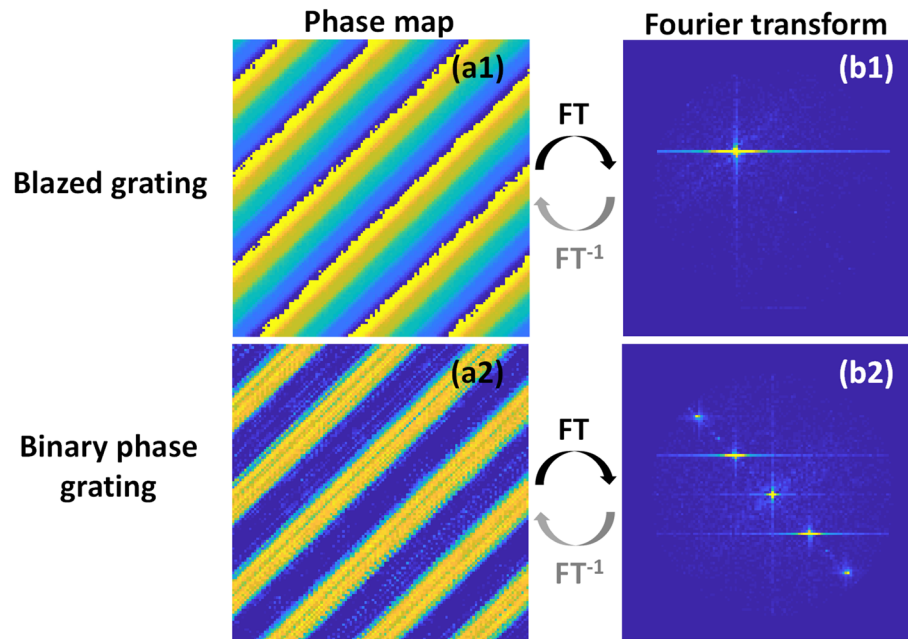 Phase map
Fourier transform
(a1)
(b1)
FT
Blazed grating
FT-1
(a2)
(b2)
FT
Binary phase
grating
FT-1